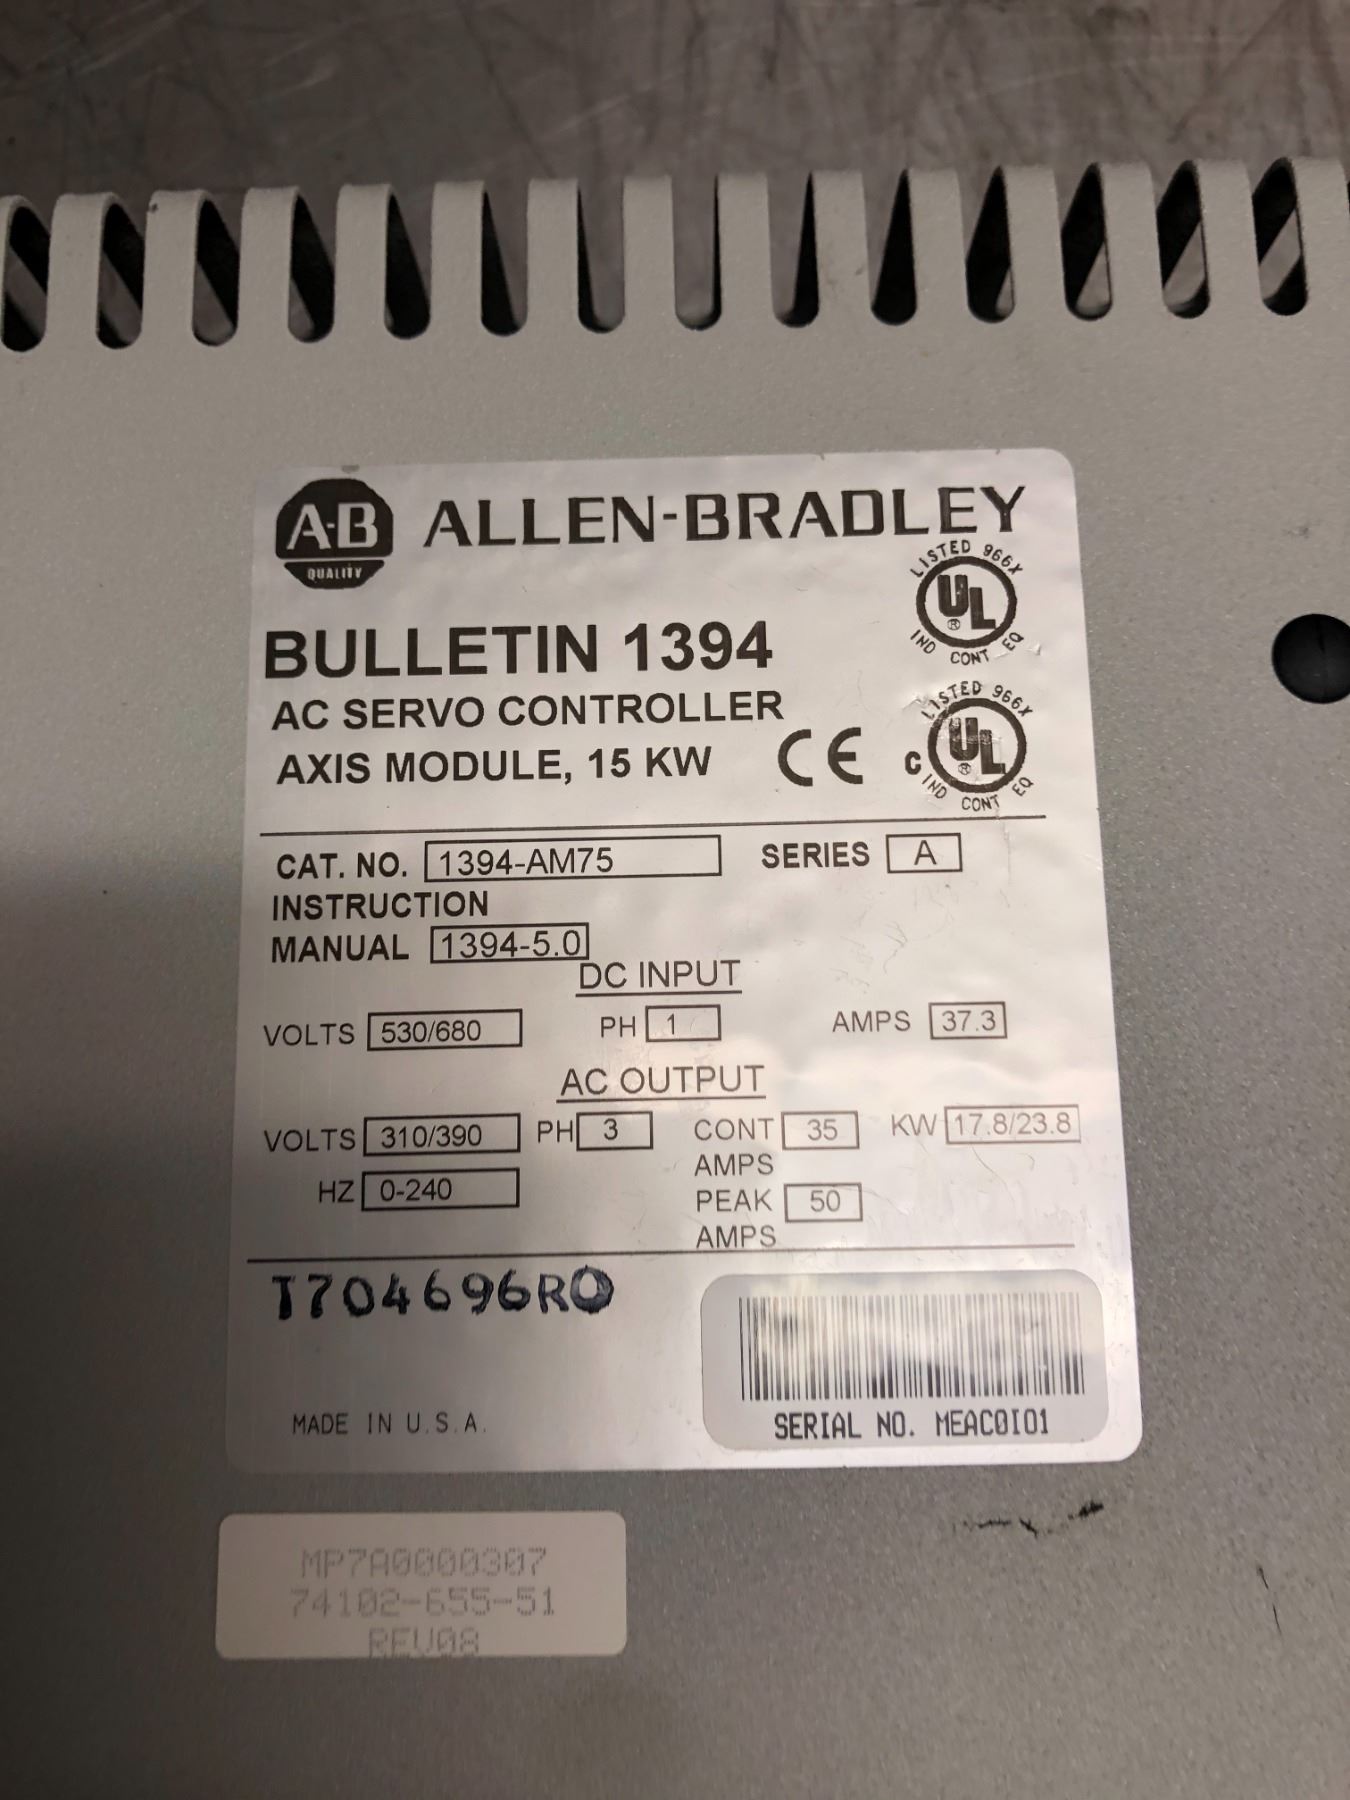 A-B
QUALITY
ALLEN-BRADLEY
LISTED 966X
UL ®
IND CONT EQ
BULLETIN 1394
AC SERVO CONTROLLER
AXIS MODULE, 15 KW
CE
LISTED 966X
C UL ®
IND CONT EQ
CAT. NO. 1394-AM75 SERIES A
INSTRUCTION
MANUAL 1394-5.0
DC INPUT
VOLTS 530/680 PH 1 AMPS 37.3
AC OUTPUT
VOLTS 310/390 PH 3 CONT 35 KW 17.8/23.8
AMPS
HZ 0-240 PEAK 50
AMPS
T704696R0
MADE IN U.S.A.
SERIAL NO. MEAC0I01
MP7A0000307
74102-655-51
REV08